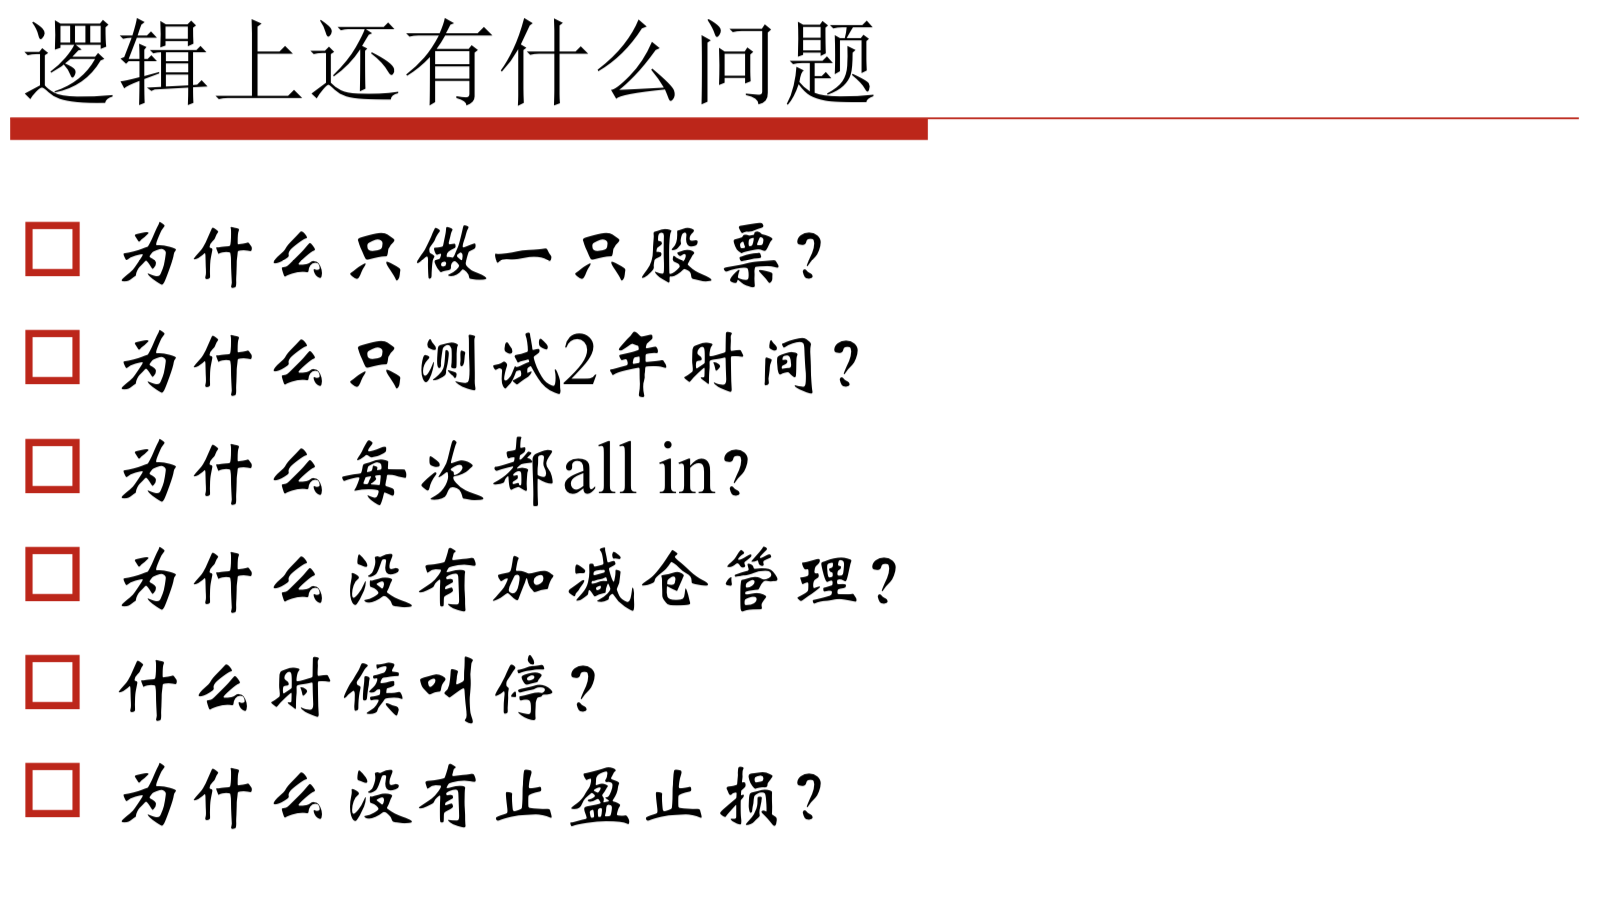 逻辑上还有什么问题
为什么只做一只股票?
为什么只测试2年时间?
为什么每次都all in?
为什么没有加减仓管理?
什么时候叫停?
为什么没有止盈止损?